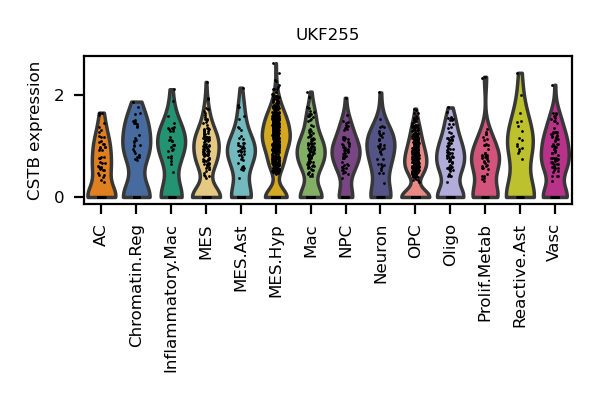 UKF255
CSTB expression
2
0
AC
Chromatin.Reg
Inflammatory.Mac
MES
MES.Ast
MES.Hyp
Mac
NPC
Neuron
OPC
Oligo
Prolif.Metab
Reactive.Ast
Vasc